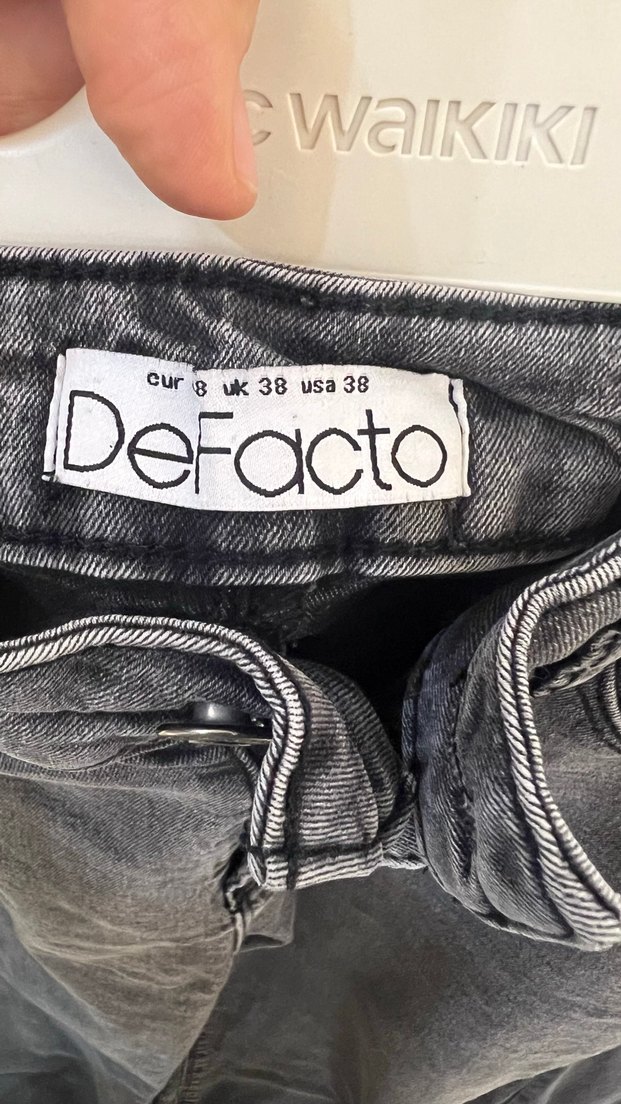 WAIKIKI
eur 8 uk 38 usa 38
DeFacto